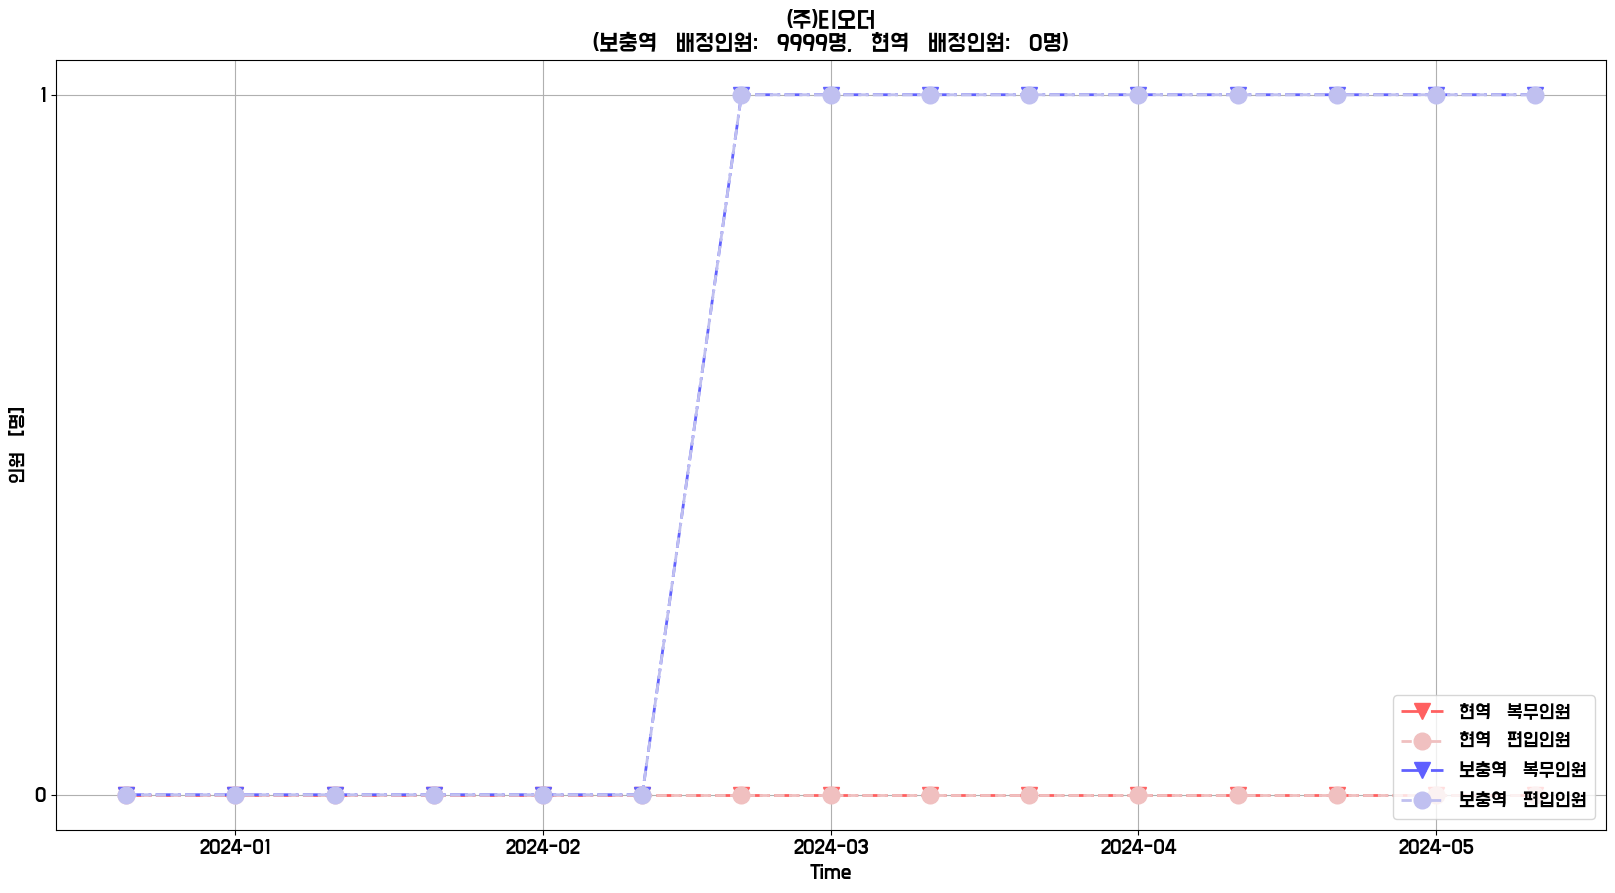 (주)티오더
(보충역 배정인원: 9999명, 현역 배정인원: 0명)
1
0
인원 [명]
2024-01
2024-02
2024-03
2024-04
2024-05
Time
현역 복무인원
현역 편입인원
보충역 복무인원
보충역 편입인원